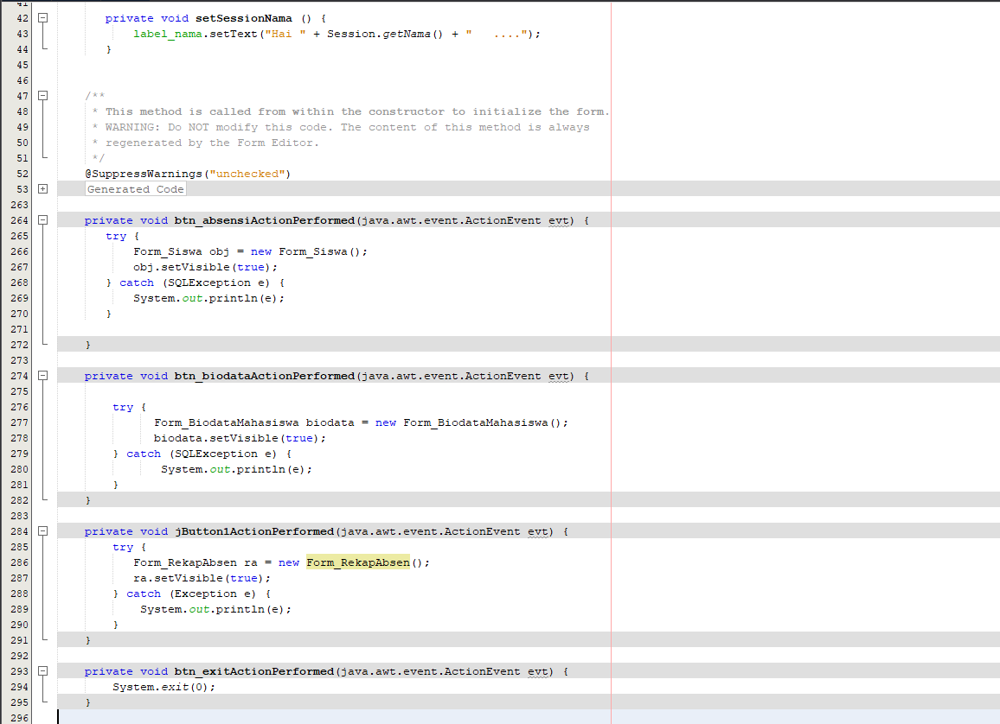 41
42 private void setSessionNama () {
43 label_nama.setText("Hai " + Session.getNama() + "   ....");
44 }
45
46
47 /**
48 * This method is called from within the constructor to initialize the form.
49 * WARNING: Do NOT modify this code. The content of this method is always
50 * regenerated by the Form Editor.
51 */
52 @SuppressWarnings("unchecked")
53 Generated Code
263
264 private void btn_absensiActionPerformed(java.awt.event.ActionEvent evt) {
265 try {
266 Form_Siswa obj = new Form_Siswa();
267 obj.setVisible(true);
268 } catch (SQLException e) {
269 System.out.println(e);
270 }
271
272 }
273
274 private void btn_biodataActionPerformed(java.awt.event.ActionEvent evt) {
275
276 try {
277 Form_BiodataMahasiswa biodata = new Form_BiodataMahasiswa();
278 biodata.setVisible(true);
279 } catch (SQLException e) {
280 System.out.println(e);
281 }
282 }
283
284 private void jButton1ActionPerformed(java.awt.event.ActionEvent evt) {
285 try {
286 Form_RekapAbsen ra = new Form_RekapAbsen();
287 ra.setVisible(true);
288 } catch (Exception e) {
289 System.out.println(e);
290 }
291 }
292
293 private void btn_exitActionPerformed(java.awt.event.ActionEvent evt) {
294 System.exit(0);
295 }
296